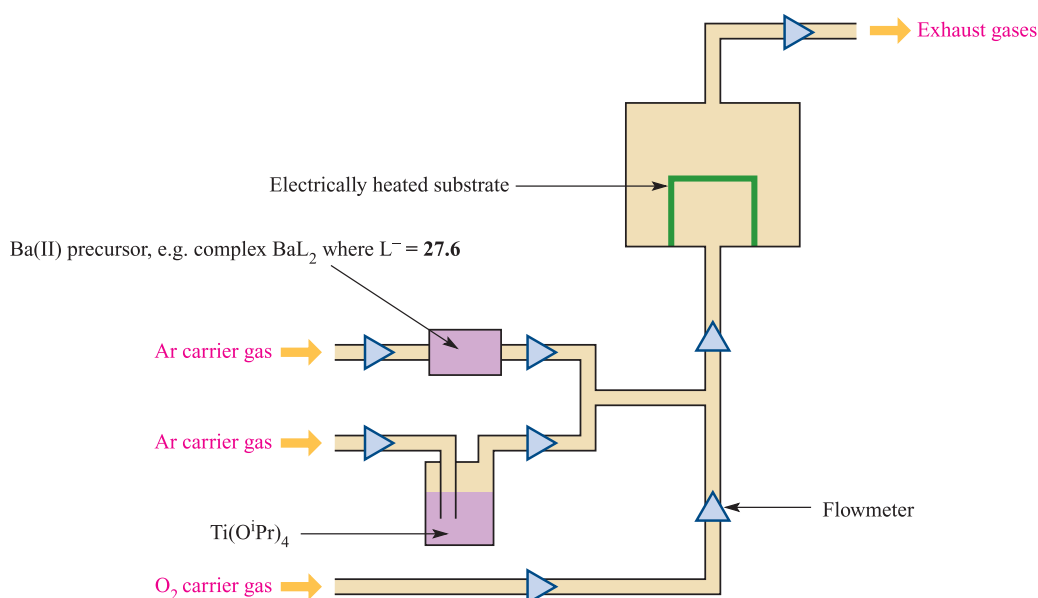 Exhaust gases
Electrically heated substrate
Ba(II) precursor, e.g. complex BaL₂ where L⁻ = 27.6
Ar carrier gas
Ar carrier gas
Flowmeter
Ti(OⁱPr)₄
O₂ carrier gas